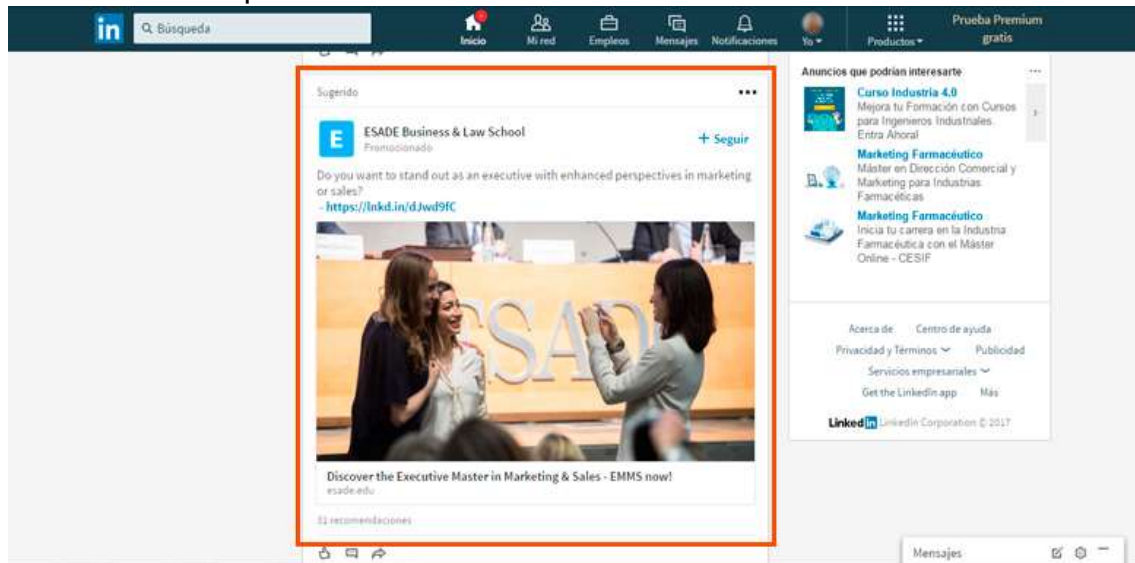 in Búsqueda
Inicio
Mi red
Empleos
Mensajes
Notificaciones
Yo
Productos
Prueba Premium
gratis
Sugerido
E
ESADE Business & Law School
Promocionado
+ Seguir
Do you want to stand out as an executive with enhanced perspectives in marketing
or sales?
- https://lnkd.in/dJwd9fC
ESAD
Discover the Executive Master in Marketing & Sales - EMMS now!
esade.edu
31 recomendaciones
Anuncios que podrían interesarte
Curso Industria 4.0
Mejora tu Formación con Cursos
para Ingenieros Industriales.
Entra Ahora!
Marketing Farmacéutico
Máster en Dirección Comercial y
Marketing para Industrias
Farmacéticas
Marketing Farmacéutico
Inicia tu carrera en la Industria
Farmacéutica con el Máster
Online - CESIF
Acerca de Centro de ayuda
Privacidad y Términos Publicidad
Servicios empresariales
Get the LinkedIn app Más
Linkedin LinkedIn Corporation © 2017
Mensajes